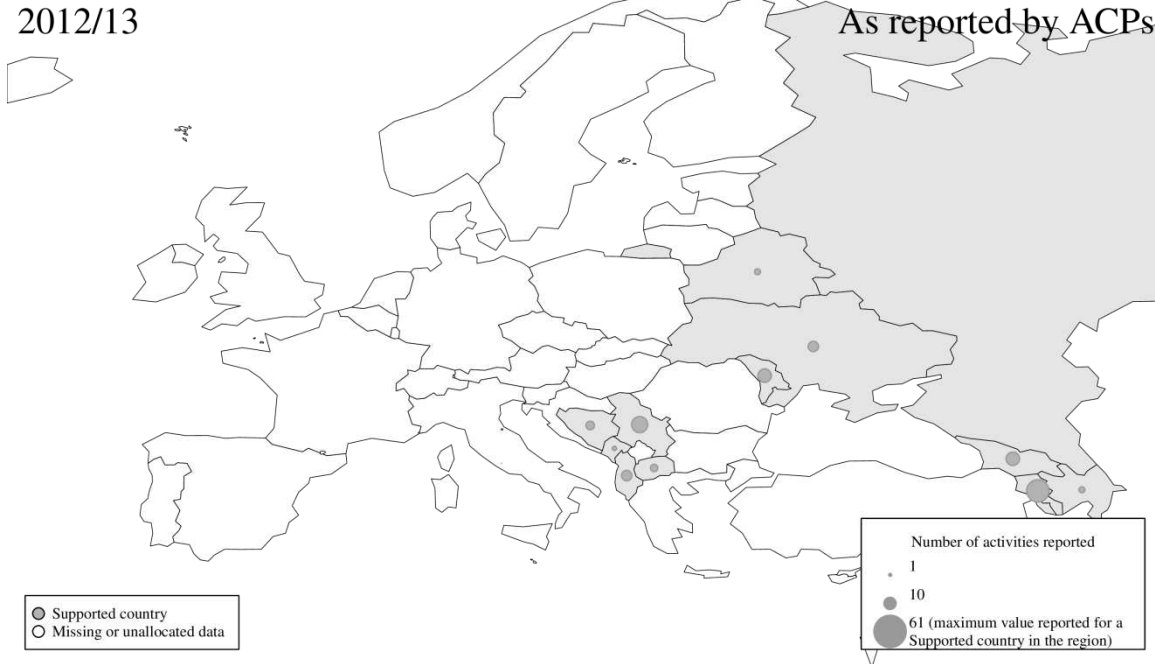 2012/13
As reported by ACPs
Number of activities reported
1
10
61 (maximum value reported for a
Supported country in the region)
Supported country
Missing or unallocated data